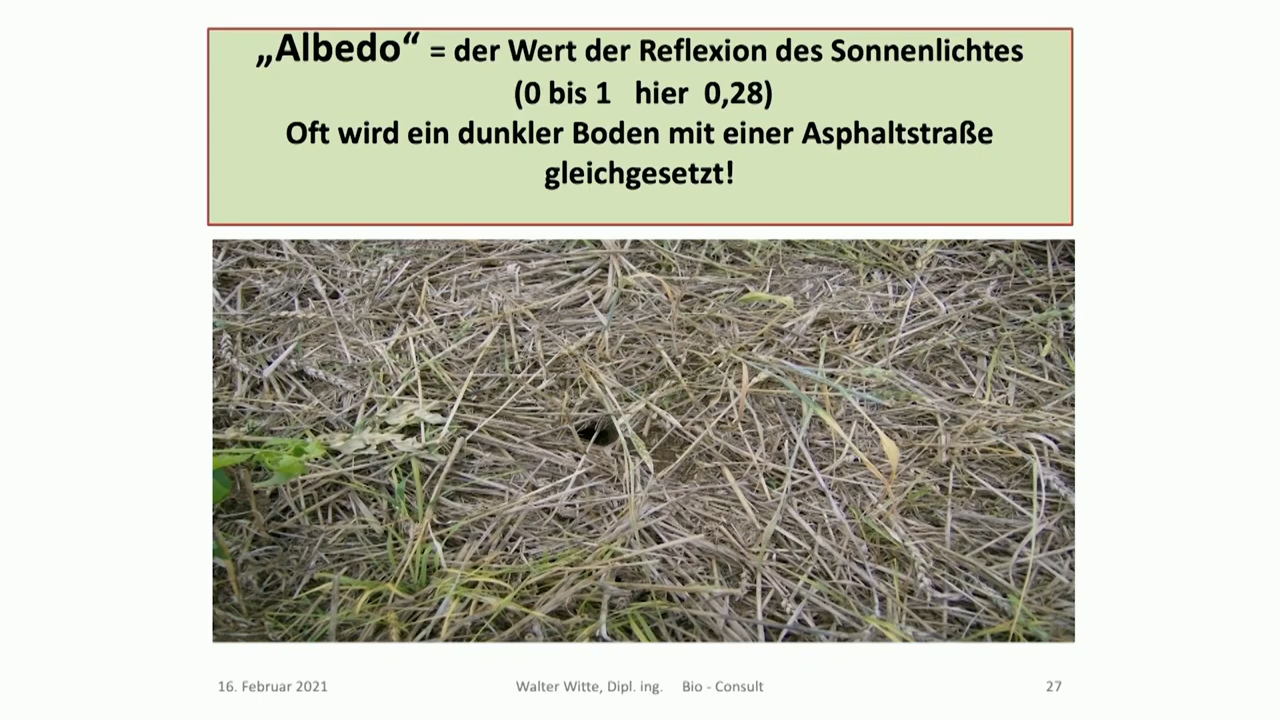 „Albedo“ = der Wert der Reflexion des Sonnenlichtes
(0 bis 1 hier 0,28)
Oft wird ein dunkler Boden mit einer Asphaltstraße
gleichgesetzt!
16. Februar 2021
Walter Witte, Dipl. ing. Bio - Consult
27